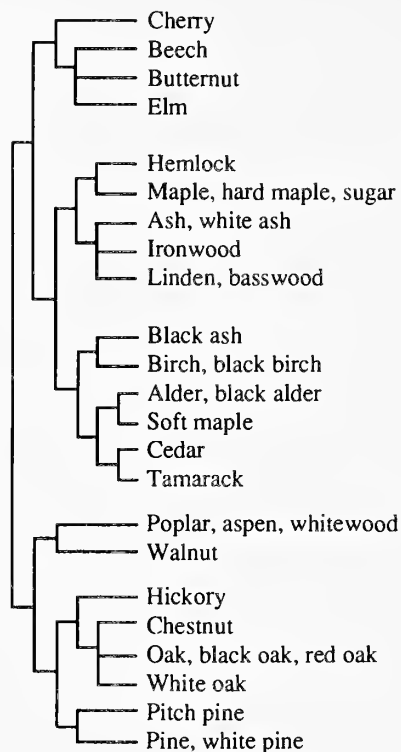 Cherry
Beech
Butternut
Elm
Hemlock
Maple, hard maple, sugar
Ash, white ash
Ironwood
Linden, basswood
Black ash
Birch, black birch
Alder, black alder
Soft maple
Cedar
Tamarack
Poplar, aspen, whitewood
Walnut
Hickory
Chestnut
Oak, black oak, red oak
White oak
Pitch pine
Pine, white pine